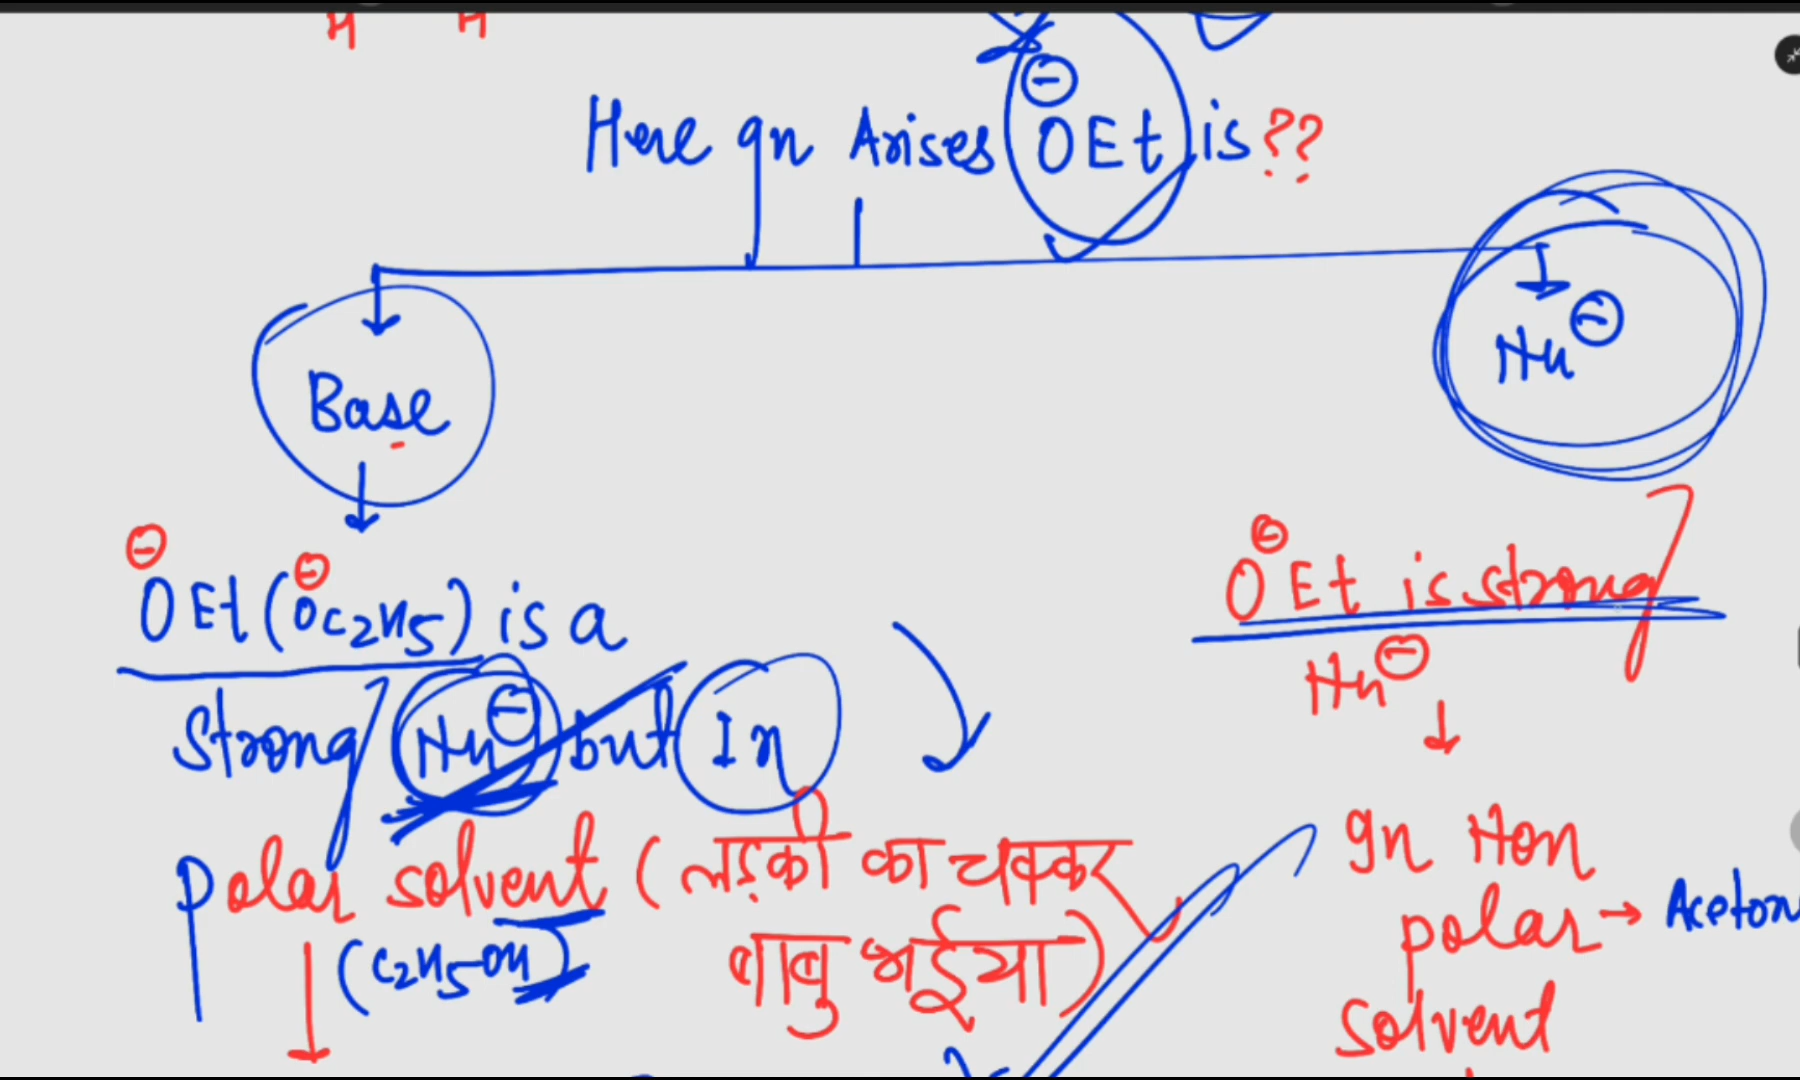 Here qn Arises ⊖OEt is ??
Base
Nu⊖
⊖OEt (⊖OC2H5) is a
strong Nu⊖ but In
polar solvent (लड़की का चक्कर
बाबु भईया)
(C2H5-OH)
⊖OEt is strong
Nu⊖
In Non
polar → Aceton
solvent